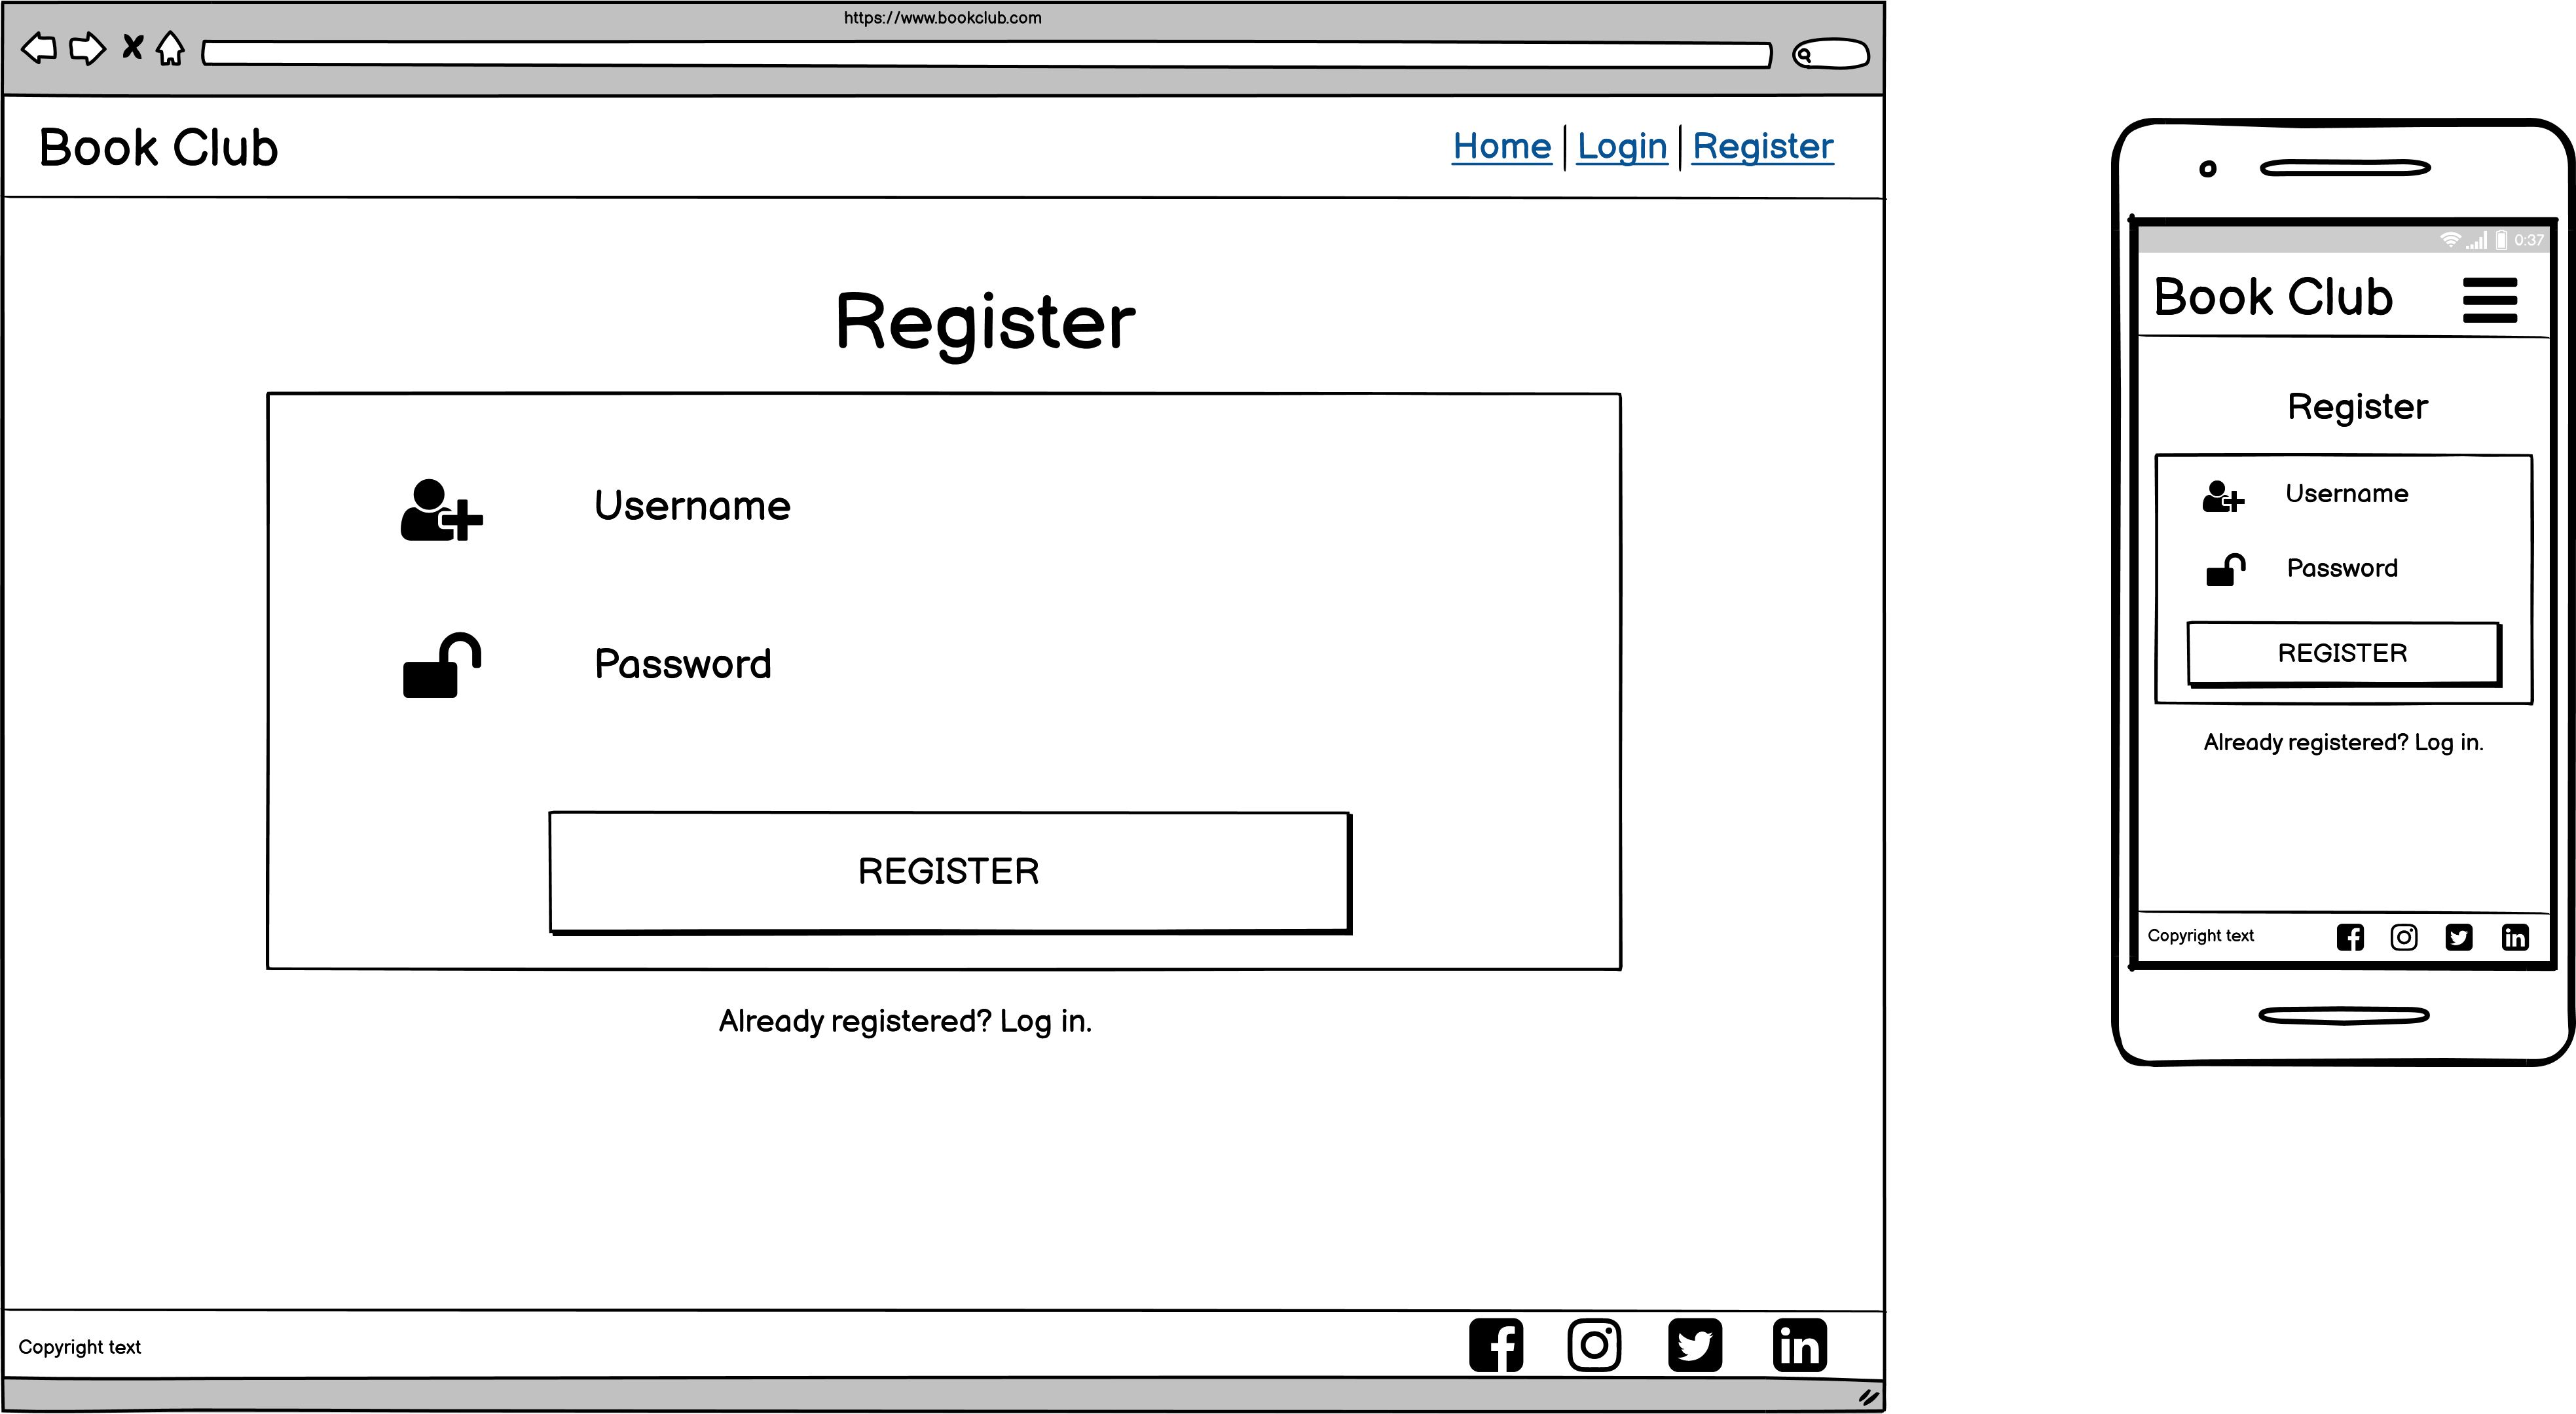 https://www.bookclub.com
Book Club
Home | Login | Register
Register
Username
Password
REGISTER
Already registered? Log in.
Copyright text
0:37
Book Club
Register
Username
Password
REGISTER
Already registered? Log in.
Copyright text